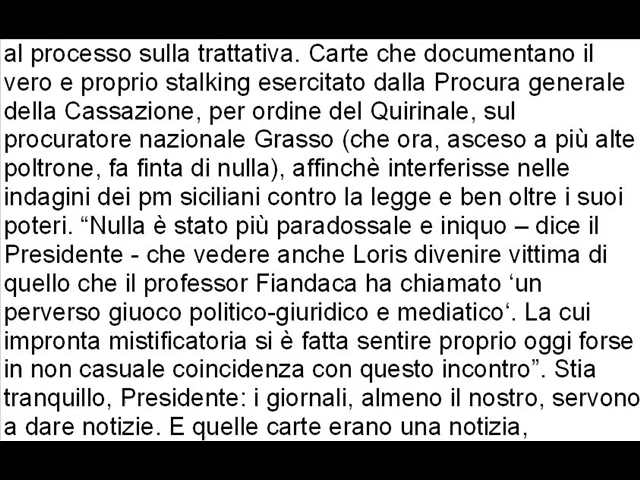 al processo sulla trattativa. Carte che documentano il
vero e proprio stalking esercitato dalla Procura generale
della Cassazione, per ordine del Quirinale, sul
procuratore nazionale Grasso (che ora, asceso a più alte
poltrone, fa finta di nulla), affinchè interferisse nelle
indagini dei pm siciliani contro la legge e ben oltre i suoi
poteri. “Nulla è stato più paradossale e iniquo – dice il
Presidente - che vedere anche Loris divenire vittima di
quello che il professor Fiandaca ha chiamato ‘un
perverso giuoco politico-giuridico e mediatico‘. La cui
impronta mistificatoria si è fatta sentire proprio oggi forse
in non casuale coincidenza con questo incontro”. Stia
tranquillo, Presidente: i giornali, almeno il nostro, servono
a dare notizie. E quelle carte erano una notizia,